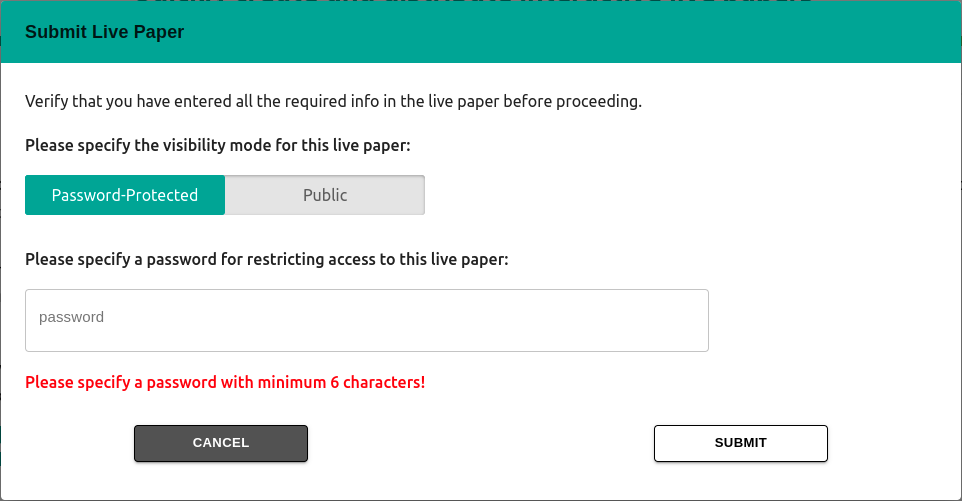 Submit Live Paper
Verify that you have entered all the required info in the live paper before proceeding.
Please specify the visibility mode for this live paper:
Password-Protected
Public
Please specify a password for restricting access to this live paper:
password
Please specify a password with minimum 6 characters!
CANCEL
SUBMIT